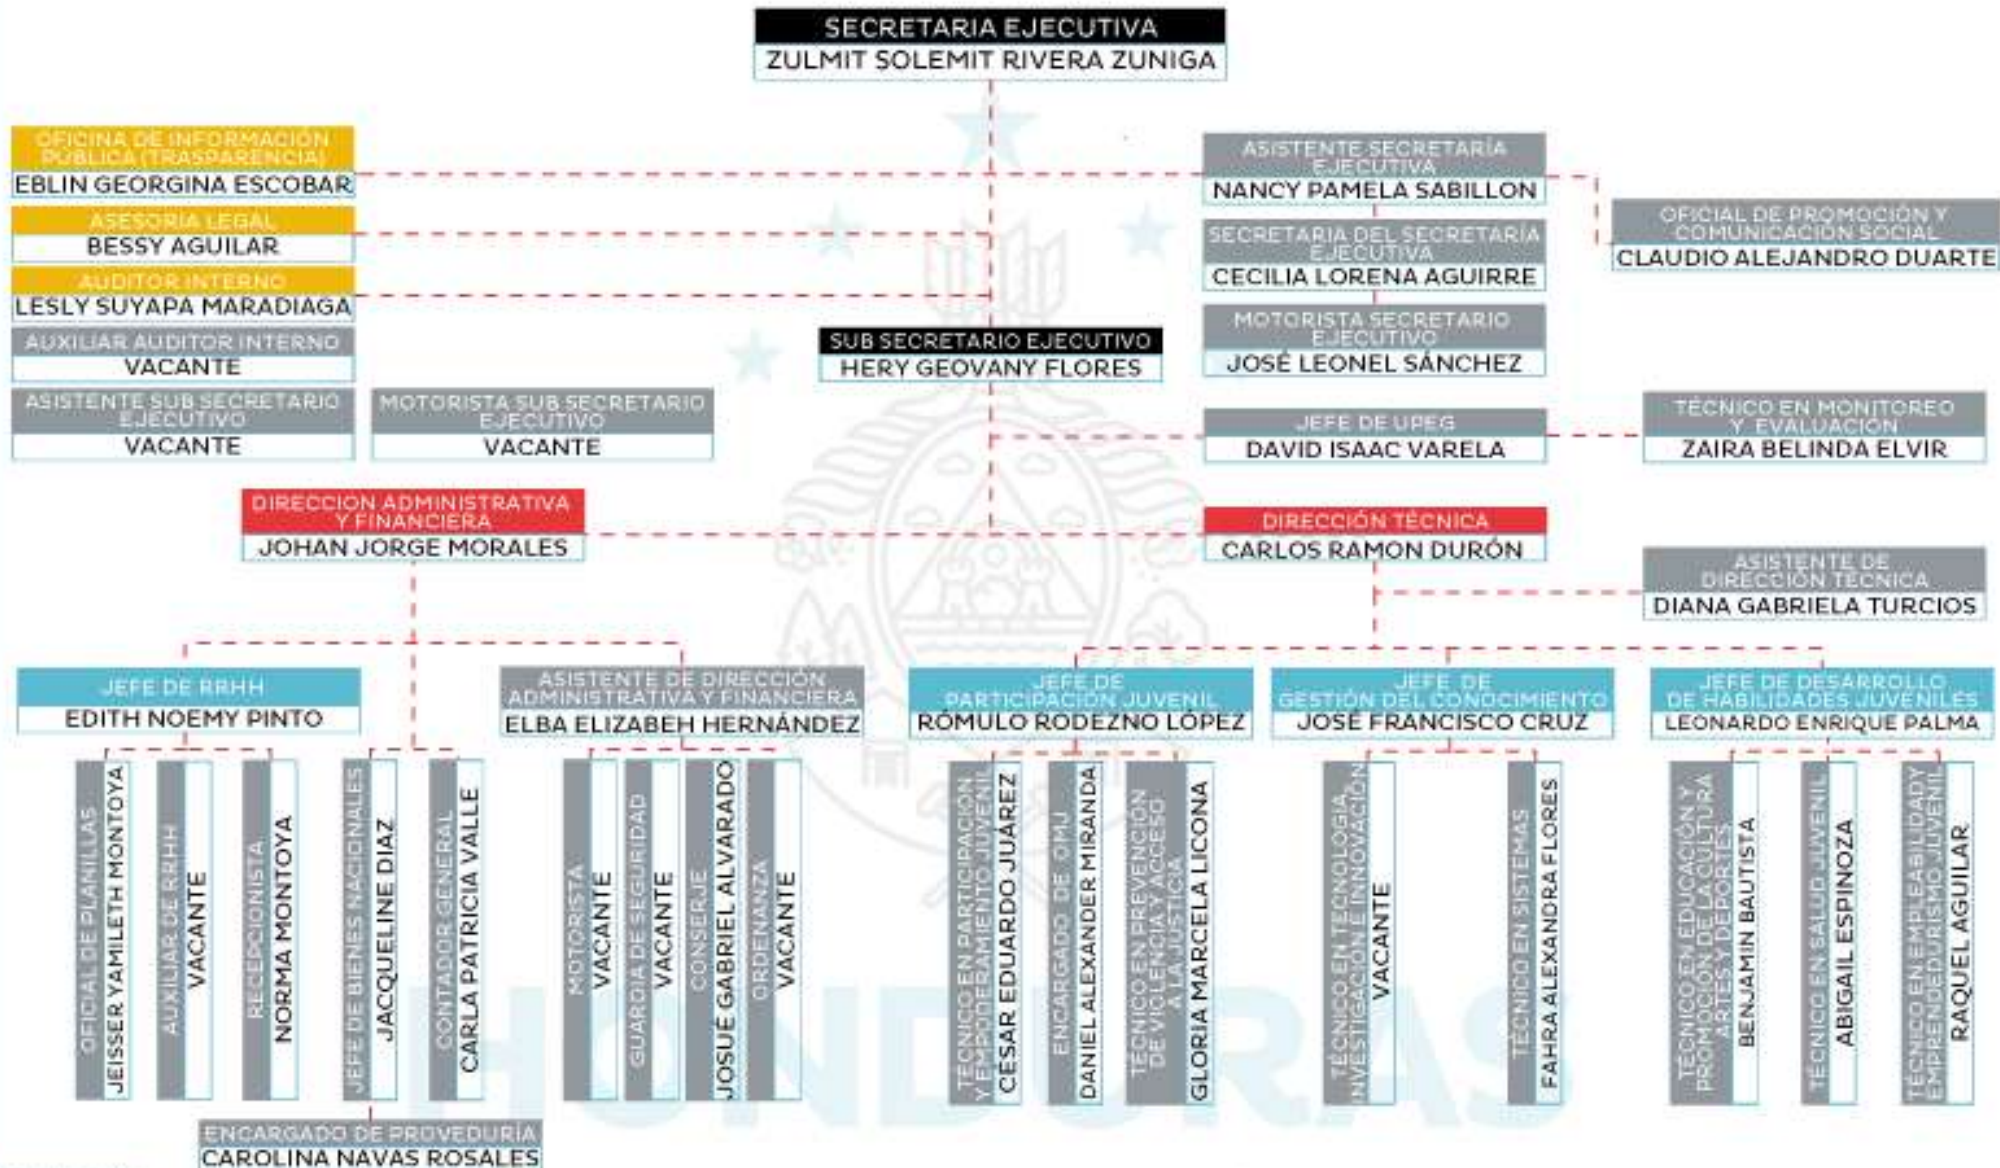 SECRETARIA EJECUTIVA
ZULMIT SOLEMIT RIVERA ZUNIGA
OFICINA DE INFORMACIÓN
PÚBLICA (TRASPARENCIA)
EBLIN GEORGINA ESCOBAR
ASESORÍA LEGAL
BESSY AGUILAR
AUDITOR INTERNO
LESLY SUYAPA MARADIAGA
AUXILIAR AUDITOR INTERNO
VACANTE
ASISTENTE SUB SECRETARIO
EJECUTIVO
VACANTE
MOTORISTA SUB SECRETARIO
EJECUTIVO
VACANTE
SUB SECRETARIO EJECUTIVO
HERY GEOVANY FLORES
ASISTENTE SECRETARÍA
EJECUTIVA
NANCY PAMELA SABILLON
SECRETARIA DEL SECRETARÍA
EJECUTIVA
CECILIA LORENA AGUIRRE
MOTORISTA SECRETARIO
EJECUTIVO
JOSÉ LEONEL SÁNCHEZ
OFICIAL DE PROMOCIÓN Y
COMUNICACIÓN SOCIAL
CLAUDIO ALEJANDRO DUARTE
JEFE DE UPEG
DAVID ISAAC VARELA
TÉCNICO EN MONITOREO
Y EVALUACIÓN
ZAIRA BELINDA ELVIR
DIRECCION ADMINISTRATIVA
Y FINANCIERA
JOHAN JORGE MORALES
DIRECCIÓN TÉCNICA
CARLOS RAMON DURÓN
ASISTENTE DE
DIRECCIÓN TÉCNICA
DIANA GABRIELA TURCIOS
JEFE DE RRHH
EDITH NOEMY PINTO
ASISTENTE DE DIRECCIÓN
ADMINISTRATIVA Y FINANCIERA
ELBA ELIZABEH HERNÁNDEZ
JEFE DE
PARTICIPACIÓN JUVENIL
RÓMULO RODEZNO LÓPEZ
JEFE DE
GESTIÓN DEL CONOCIMIENTO
JOSÉ FRANCISCO CRUZ
JEFE DE DESARROLLO
DE HABILIDADES JUVENILES
LEONARDO ENRIQUE PALMA
OFICIAL DE PLANILLAS
JEISSER YAMILETH MONTOYA
AUXILIAR DE RRHH
VACANTE
RECEPCIONISTA
NORMA MONTOYA
JEFE DE BIENES NACICIONALES
JACQUELINE DIAZ
CONTADOR GENERAL
CARLA PATRICIA VALLE
MOTORISTA
VACANTE
GUARDIA DE SEGURIDAD
VACANTE
CONSERJE
JOSUÉ GABRIEL ALVARADO
ORDENANZA
VACANTE
TÉCNICO EN PARTICIPACIÓN
Y EMPODERAMIENTO JUVENIL
CESAR EDUARDO JUÁREZ
ENCARGADO DE OMJ
DANIEL ALEXANDER MIRANDA
TÉCNICO EN PREVENCIÓN
DE VIOLENCIA Y ACCESO
A LA JUSTICIA
GLORIA MARCELA LICONA
TÉCNICO EN TECNOLOGÍA,
INVESTIGACIÓN E INNOVACIÓN
VACANTE
TÉCNICO EN SISTEMAS
FAHRA ALEXANDRA FLORES
TÉCNICO EN EDUCACIÓN Y
PROMOCIÓN DE LA CULTURA
ARTES Y DEPORTES
BENJAMIN BAUTISTA
TECNICO EN SALUD JUVENIL
ABIGAIL ESPINOZA
TECNICO EN EMPLEABILIDAD Y
EMPRENDEDURISMO JUVENIL
RAQUEL AGUILAR
ENCARGADO DE PROVEDURÍA
CAROLINA NAVAS ROSALES
HONDURAS